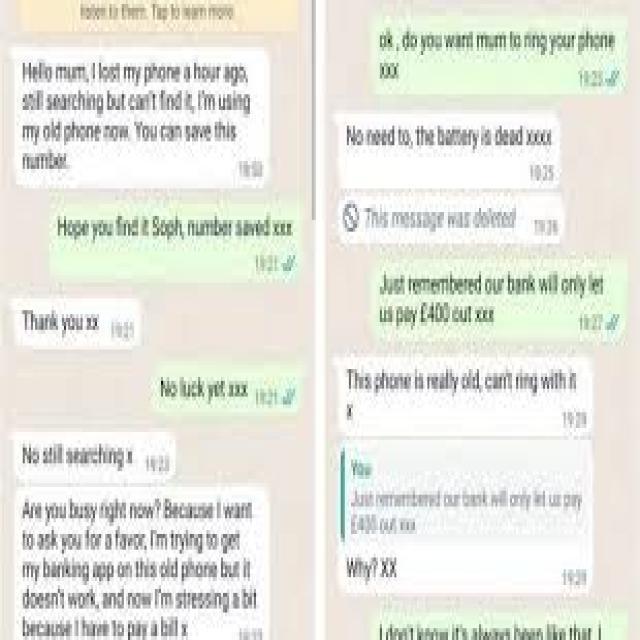 listen to them. Tap to learn more.
Hello mum, I lost my phone a hour ago,
still searching but can't find it, I'm using
my old phone now. You can save this
number.
Hope you find it Soph, number saved xxx
19:21
Thank you xx
19:21
No luck yet xxx
19:21
No still searching x
19:23
Are you busy right now? Because I want
to ask you for a favor, I'm trying to get
my banking app on this old phone but it
doesn't work, and now I'm stressing a bit
because I have to pay a bill x
ok , do you want mum to ring your phone
xxx
19:25
No need to, the battery is dead xxxx
19:25
This message was deleted
19:26
Just remembered our bank will only let
us pay £400 out xxx
19:27
This phone is really old, can't ring with it
x
19:28
You
Just remembered our bank will only let us pay
£400 out xxx
Why? XX
19:28
I don't know it's always been like that, I